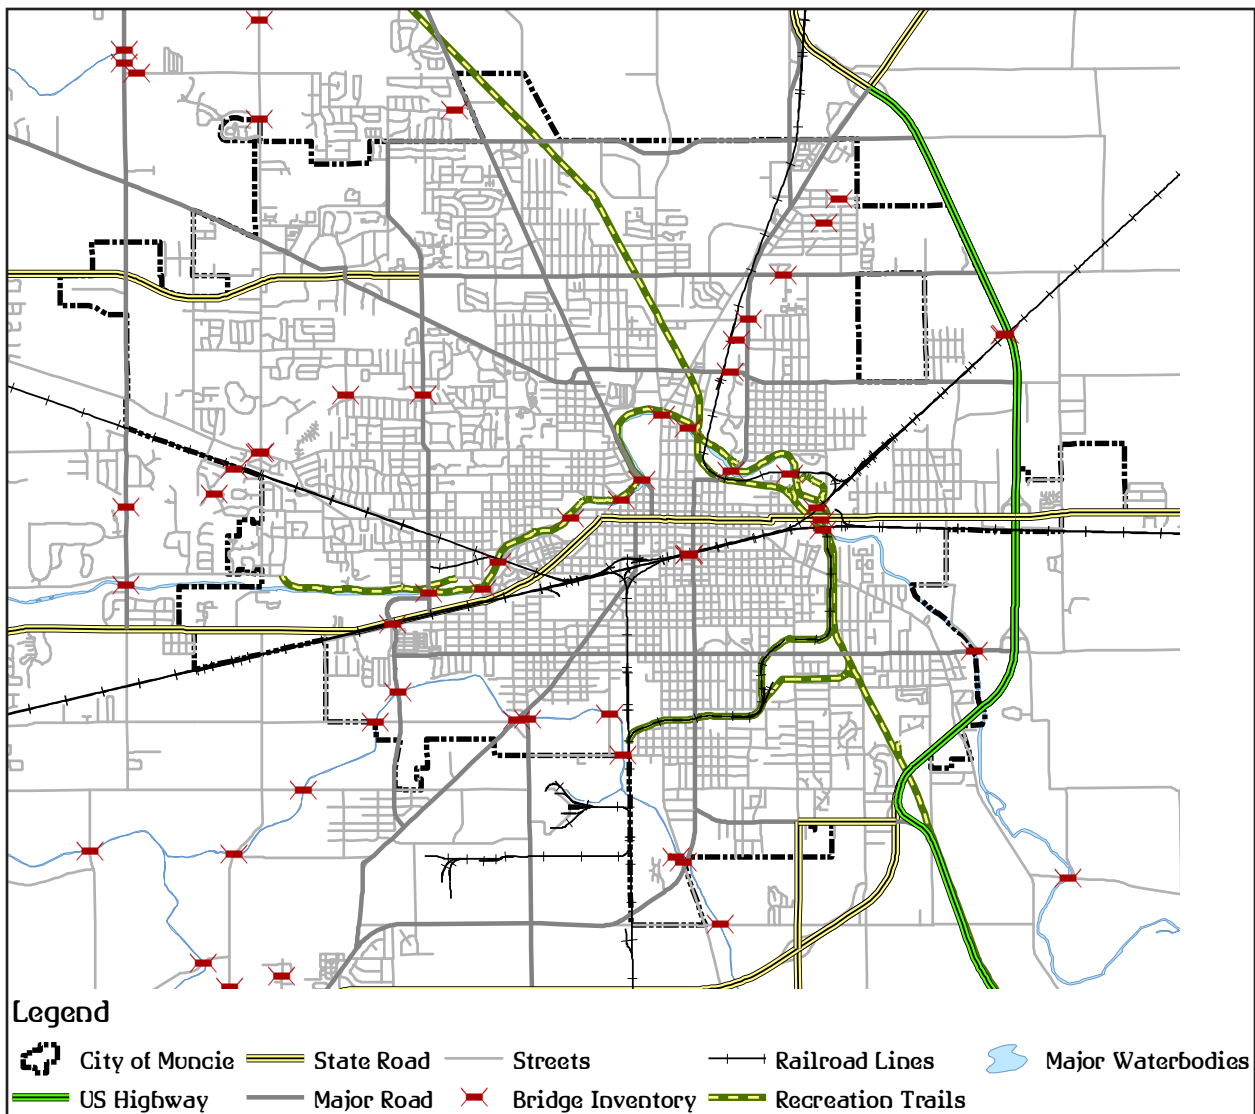 Legend
City of Muncie State Road Streets Railroad Lines Major Waterbodies
US Highway Major Road Bridge Inventory Recreation Trails